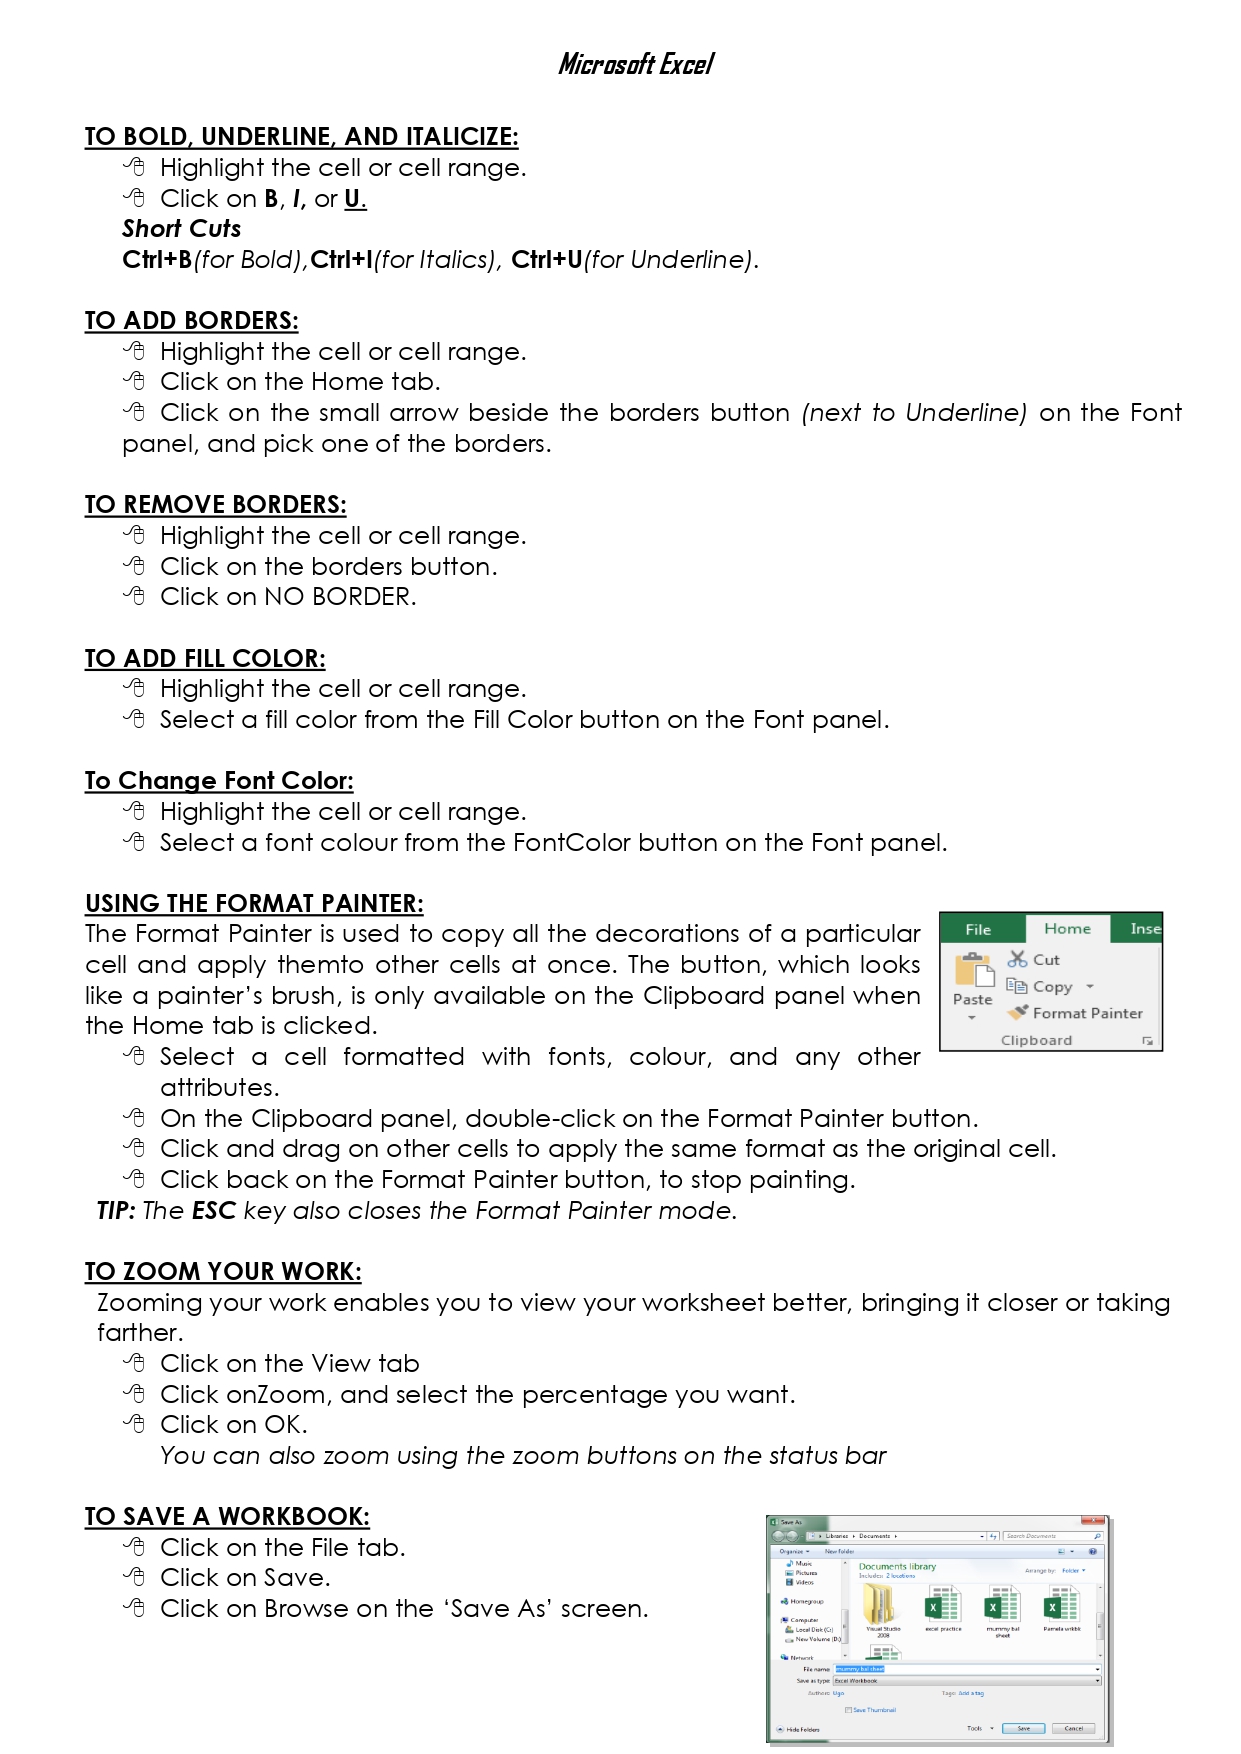 Microsoft Excel
TO BOLD, UNDERLINE, AND ITALICIZE:
Highlight the cell or cell range.
Click on B, I, or U.
Short Cuts
Ctrl+B(for Bold),Ctrl+I(for Italics), Ctrl+U(for Underline).
TO ADD BORDERS:
Highlight the cell or cell range.
Click on the Home tab.
Click on the small arrow beside the borders button (next to Underline) on the Font
panel, and pick one of the borders.
TO REMOVE BORDERS:
Highlight the cell or cell range.
Click on the borders button.
Click on NO BORDER.
TO ADD FILL COLOR:
Highlight the cell or cell range.
Select a fill color from the Fill Color button on the Font panel.
To Change Font Color:
Highlight the cell or cell range.
Select a font colour from the FontColor button on the Font panel.
USING THE FORMAT PAINTER:
The Format Painter is used to copy all the decorations of a particular
cell and apply themto other cells at once. The button, which looks
like a painter’s brush, is only available on the Clipboard panel when
the Home tab is clicked.
File Home Inse
Cut
Copy
Paste
Format Painter
Clipboard
Select a cell formatted with fonts, colour, and any other
attributes.
On the Clipboard panel, double-click on the Format Painter button.
Click and drag on other cells to apply the same format as the original cell.
Click back on the Format Painter button, to stop painting.
TIP: The ESC key also closes the Format Painter mode.
TO ZOOM YOUR WORK:
Zooming your work enables you to view your worksheet better, bringing it closer or taking
farther.
Click on the View tab
Click onZoom, and select the percentage you want.
Click on OK.
You can also zoom using the zoom buttons on the status bar
TO SAVE A WORKBOOK:
Click on the File tab.
Click on Save.
Click on Browse on the ‘Save As’ screen.
Save As
Libraries Documents Search Documents
Organize New folder
Music
Pictures
Videos
Homegroup
Computer
Local Disk (C:)
New Volume (D:)
Network
Documents library
Includes: 2 locations
Arrange by: Folder
Visual Studio
2008
excel practice
mummy bal
sheet
Pamela wrkbk
File name: mummy bal sheet
Save as type: Excel Workbook
Authors: Ugo Tags: Add a tag
Save Thumbnail
Hide Folders Tools Save Cancel